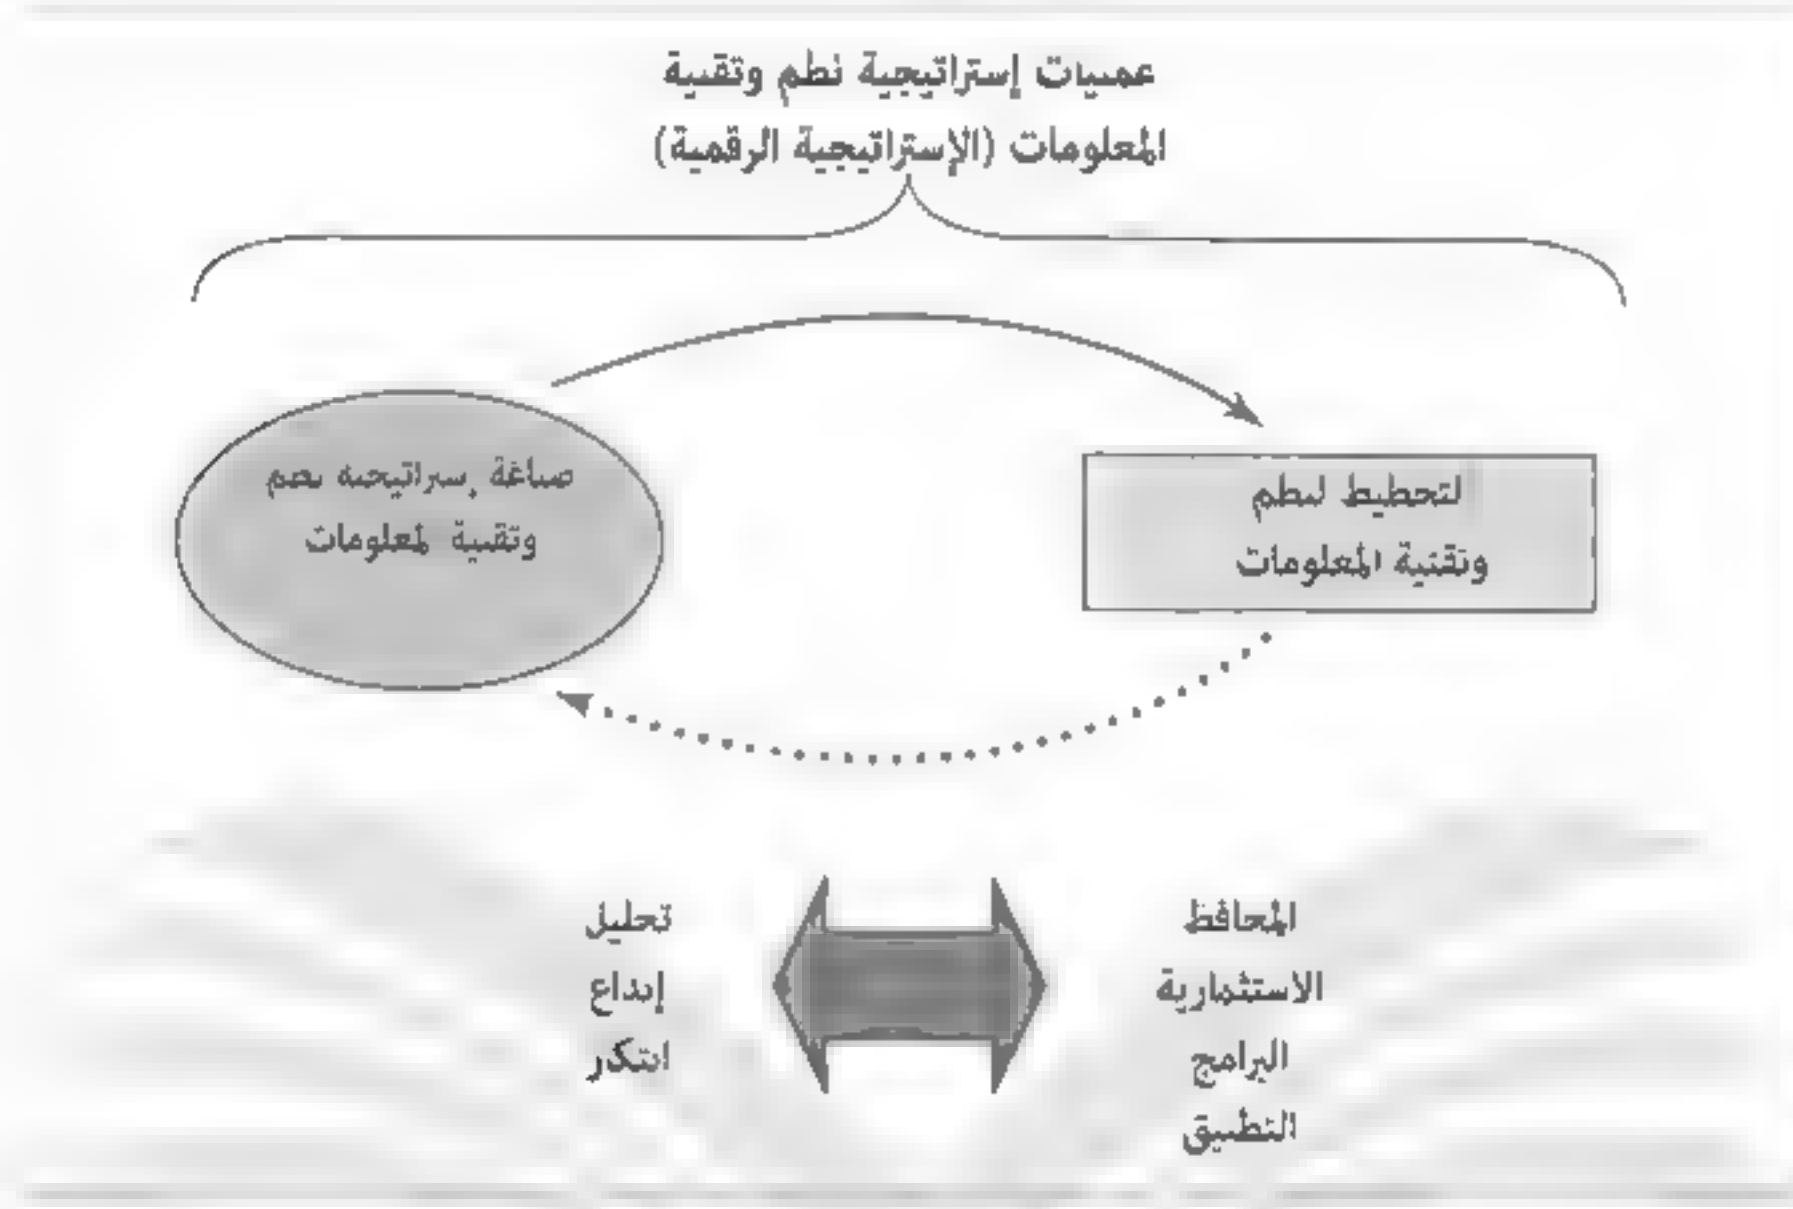 عمليات إستراتيجية نظم وتقنية
المعلومات (الإستراتيجية الرقمية)
صياغة إستراتيجية نظم
وتقنية المعلومات
التخطيط لنظم
وتقنية المعلومات
المحافظ
الاستثمارية
البرامج
التطبيق
تحليل
إبداع
ابتكار